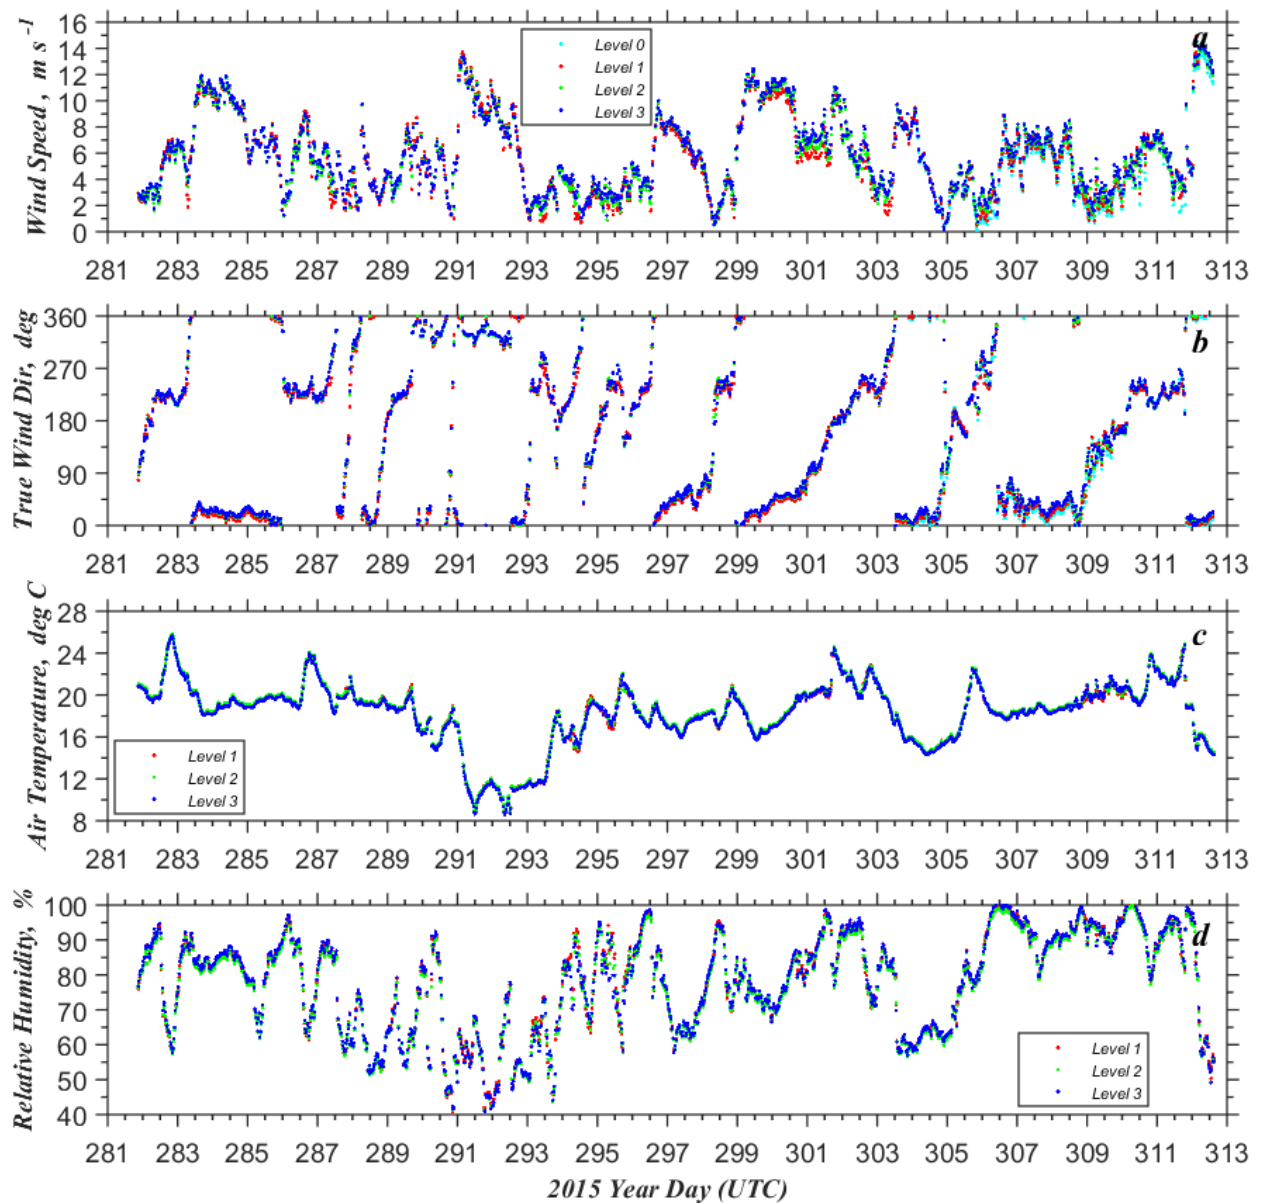 Wind Speed, m s⁻¹
16
14
12
10
8
6
4
2
0
a
Level 0
Level 1
Level 2
Level 3
281 283 285 287 289 291 293 295 297 299 301 303 305 307 309 311 313
True Wind Dir, deg
360
270
180
90
0
b
281 283 285 287 289 291 293 295 297 299 301 303 305 307 309 311 313
Air Temperature, deg C
28
24
20
16
12
8
c
Level 1
Level 2
Level 3
281 283 285 287 289 291 293 295 297 299 301 303 305 307 309 311 313
Relative Humidity, %
100
90
80
70
60
50
40
d
Level 1
Level 2
Level 3
281 283 285 287 289 291 293 295 297 299 301 303 305 307 309 311 313
2015 Year Day (UTC)